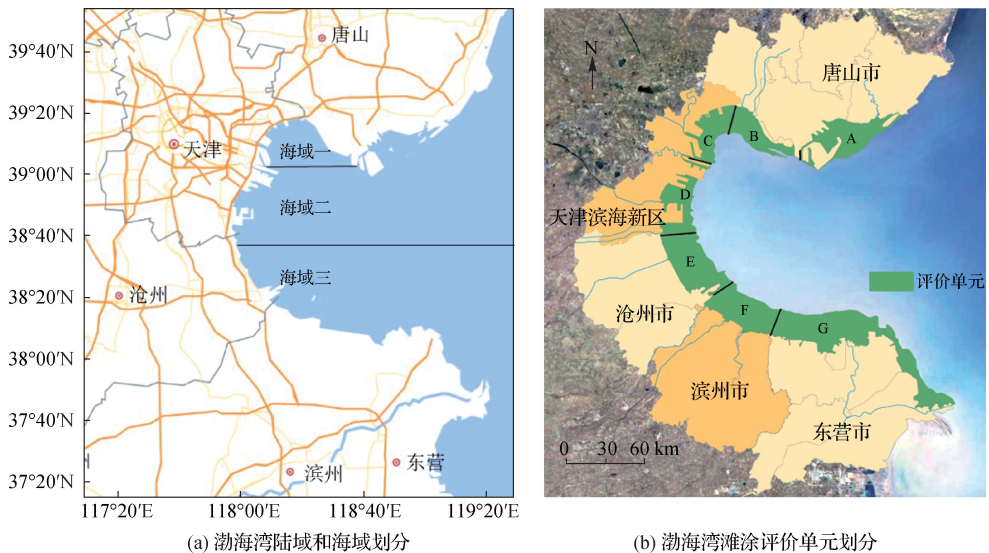 39°40′N
39°20′N
39°00′N
38°40′N
38°20′N
38°00′N
37°40′N
37°20′N
117°20′E
118°00′E
118°40′E
119°20′E
唐山
天津
海域一
海域二
海域三
沧州
滨州
东营
(a) 渤海湾陆域和海域划分
N
唐山市
A
B
C
D
天津滨海新区
E
评价单元
沧州市
F
G
滨州市
东营市
0 30 60 km
(b) 渤海湾滩涂评价单元划分